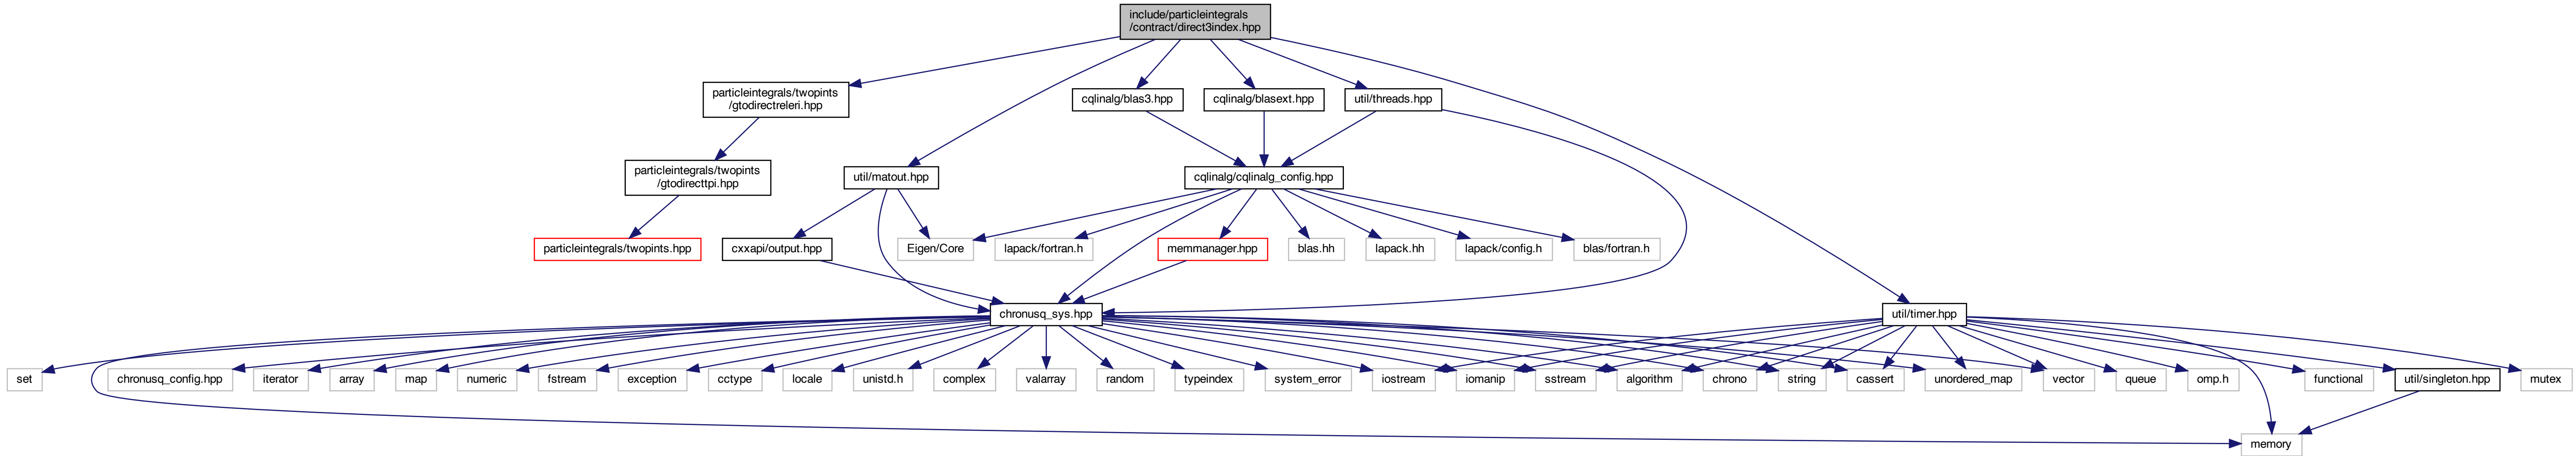 include/particleintegrals
/contract/direct3index.hpp
particleintegrals/twopints
/gtodirectreleri.hpp
cqlinalg/blas3.hpp
cqlinalg/blasext.hpp
util/threads.hpp
particleintegrals/twopints
/gtodirecttpi.hpp
util/matout.hpp
cqlinalg/cqlinalg_config.hpp
particleintegrals/twopints.hpp
cxxapi/output.hpp
Eigen/Core
lapack/fortran.h
memmanager.hpp
blas.hh
lapack.hh
lapack/config.h
blas/fortran.h
chronusq_sys.hpp
util/timer.hpp
set
chronusq_config.hpp
iterator
array
map
numeric
fstream
exception
cctype
locale
unistd.h
complex
valarray
random
typeindex
system_error
iostream
iomanip
sstream
algorithm
chrono
string
cassert
unordered_map
vector
queue
omp.h
functional
util/singleton.hpp
mutex
memory